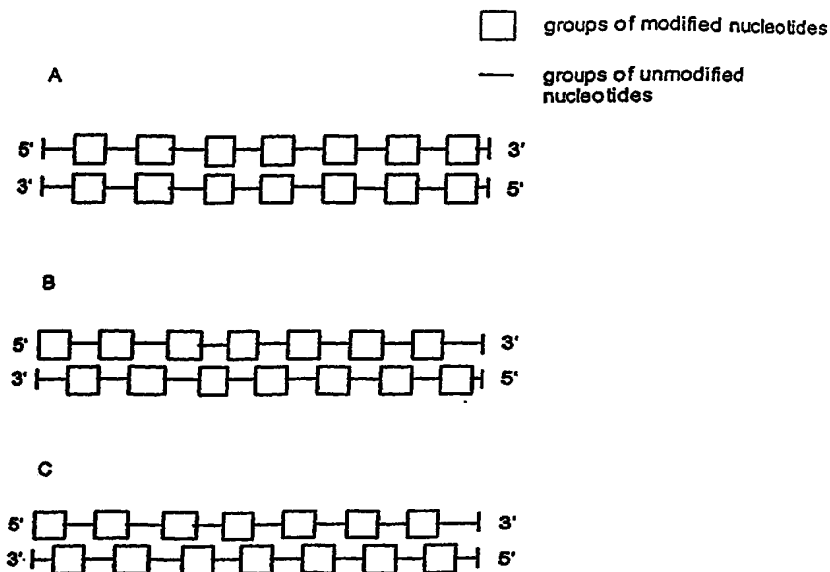 groups of modified nucleotides
A
groups of unmodified
nucleotides
5' 3'
3' 5'
B
5' 3'
3' 5'
C
5' 3'
3' 5'